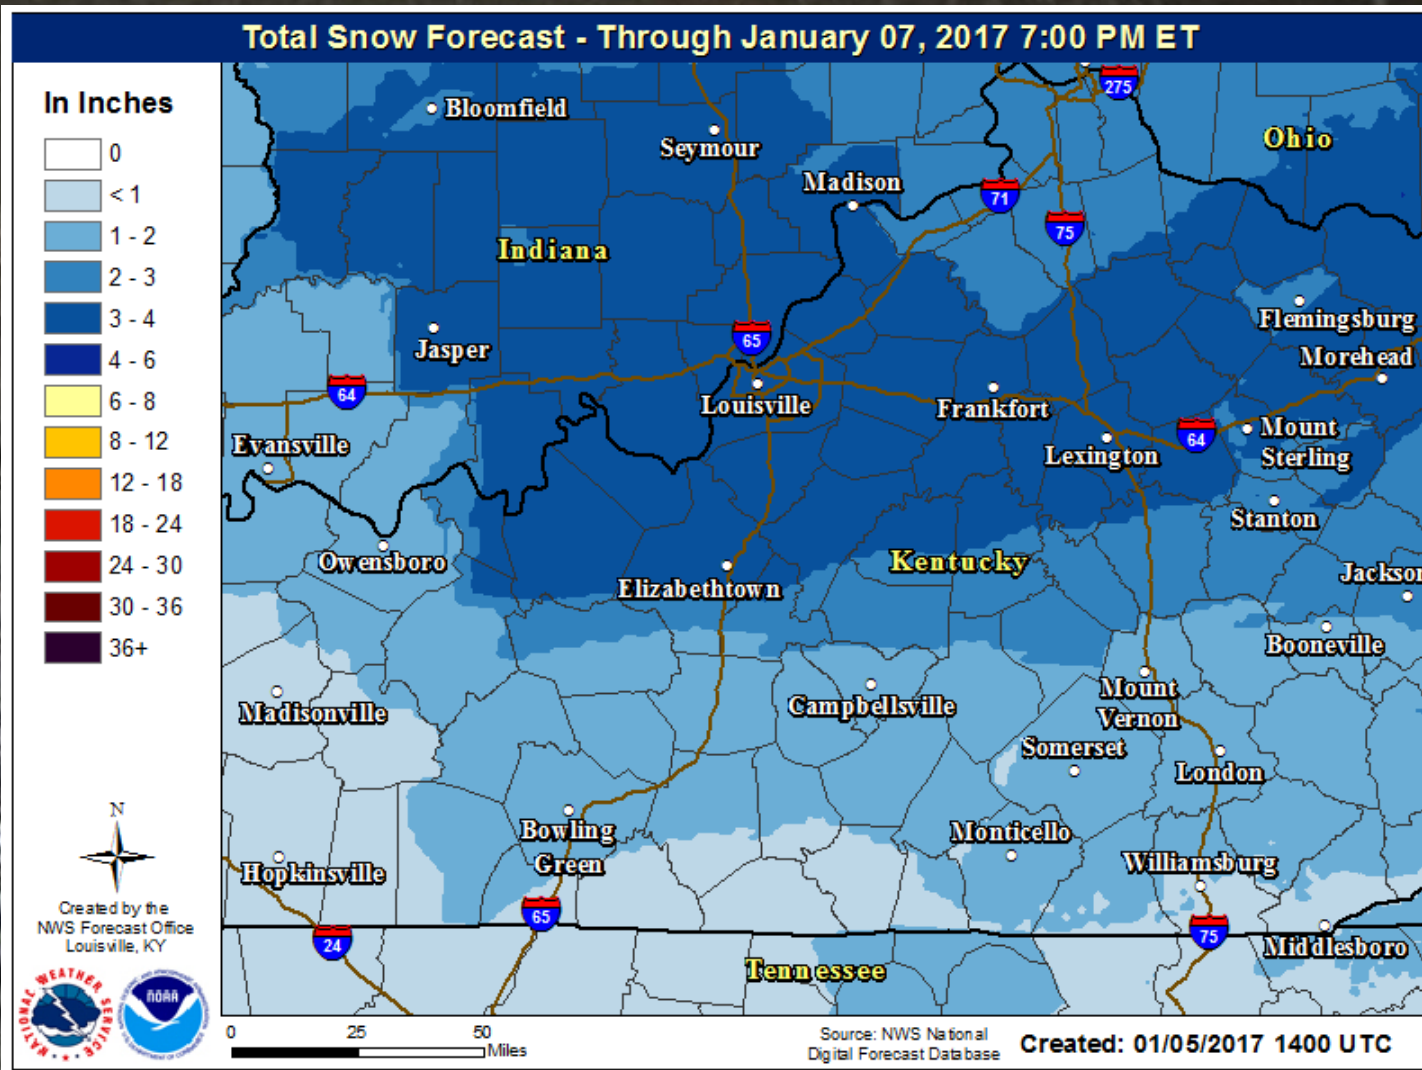 Total Snow Forecast - Through January 07, 2017 7:00 PM ET
In Inches
0
< 1
1 - 2
2 - 3
3 - 4
4 - 6
6 - 8
8 - 12
12 - 18
18 - 24
24 - 30
30 - 36
36+
275
Bloomfield
Ohio
Seymour
Madison
71
75
Indiana
Flemingsburg
65
Jasper
Morehead
64
Louisville
Frankfort
64
Mount
Sterling
Evansville
Lexington
Stanton
Owensboro
Kentucky
Elizabethtown
Jackson
Booneville
Madisonville
Campbellsville
Mount
Vernon
Somerset
London
Bowling
Green
Monticello
Williamsburg
Hopkinsville
65
24
75
Middlesboro
Tennessee
N
Created by the
NWS Forecast Office
Louisville, KY
NATIONAL WEATHER SERVICE
NOAA
0 25 50
Miles
Source: NWS National
Digital Forecast Database
Created: 01/05/2017 1400 UTC